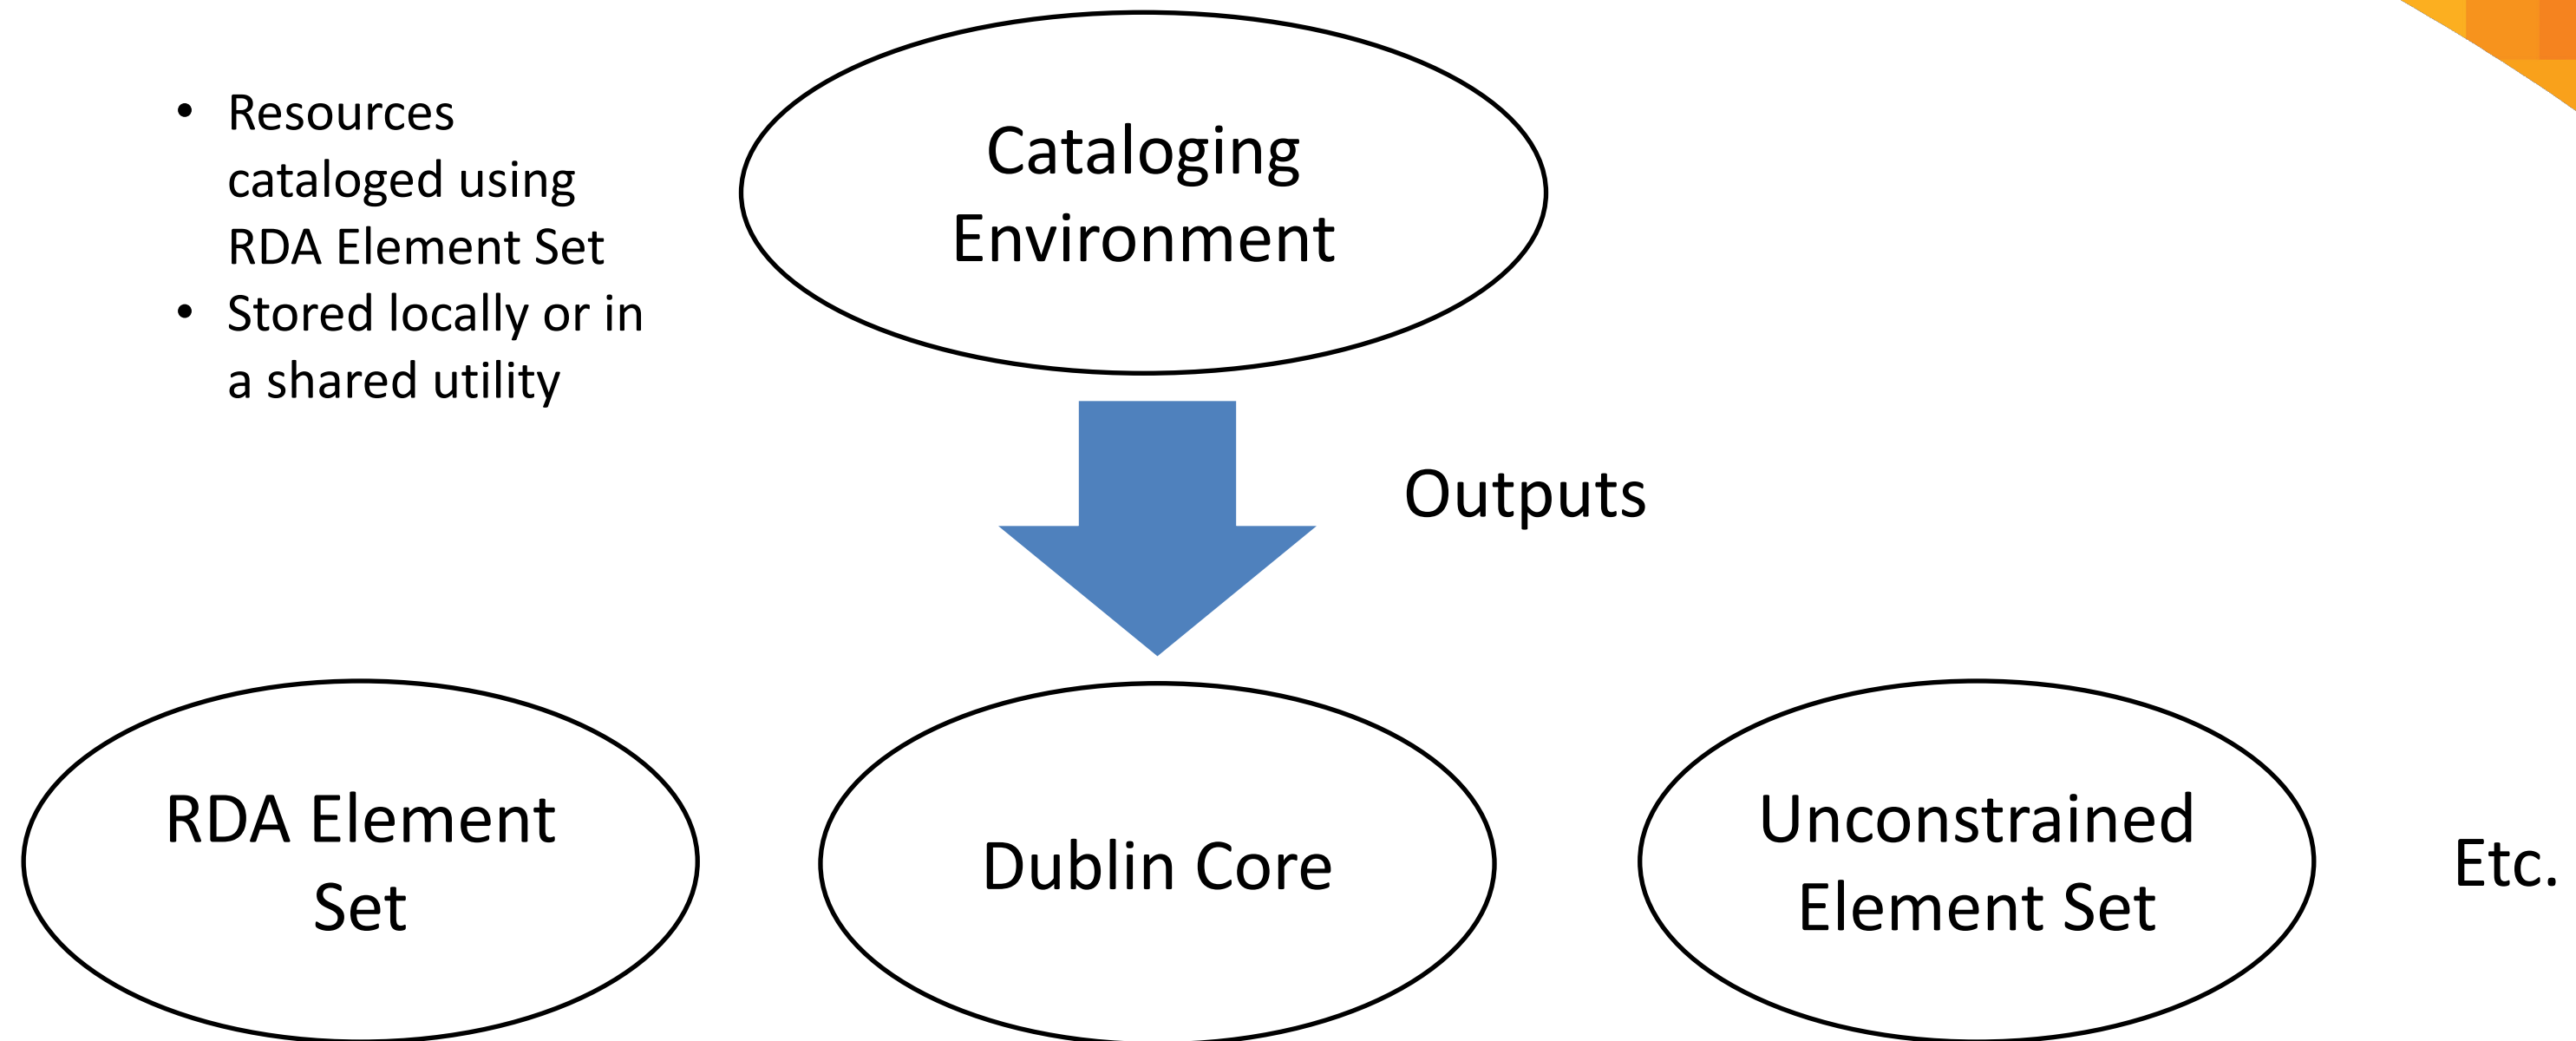 • Resources
cataloged using
RDA Element Set
• Stored locally or in
a shared utility
Cataloging
Environment
Outputs
RDA Element
Set
Dublin Core
Unconstrained
Element Set
Etc.